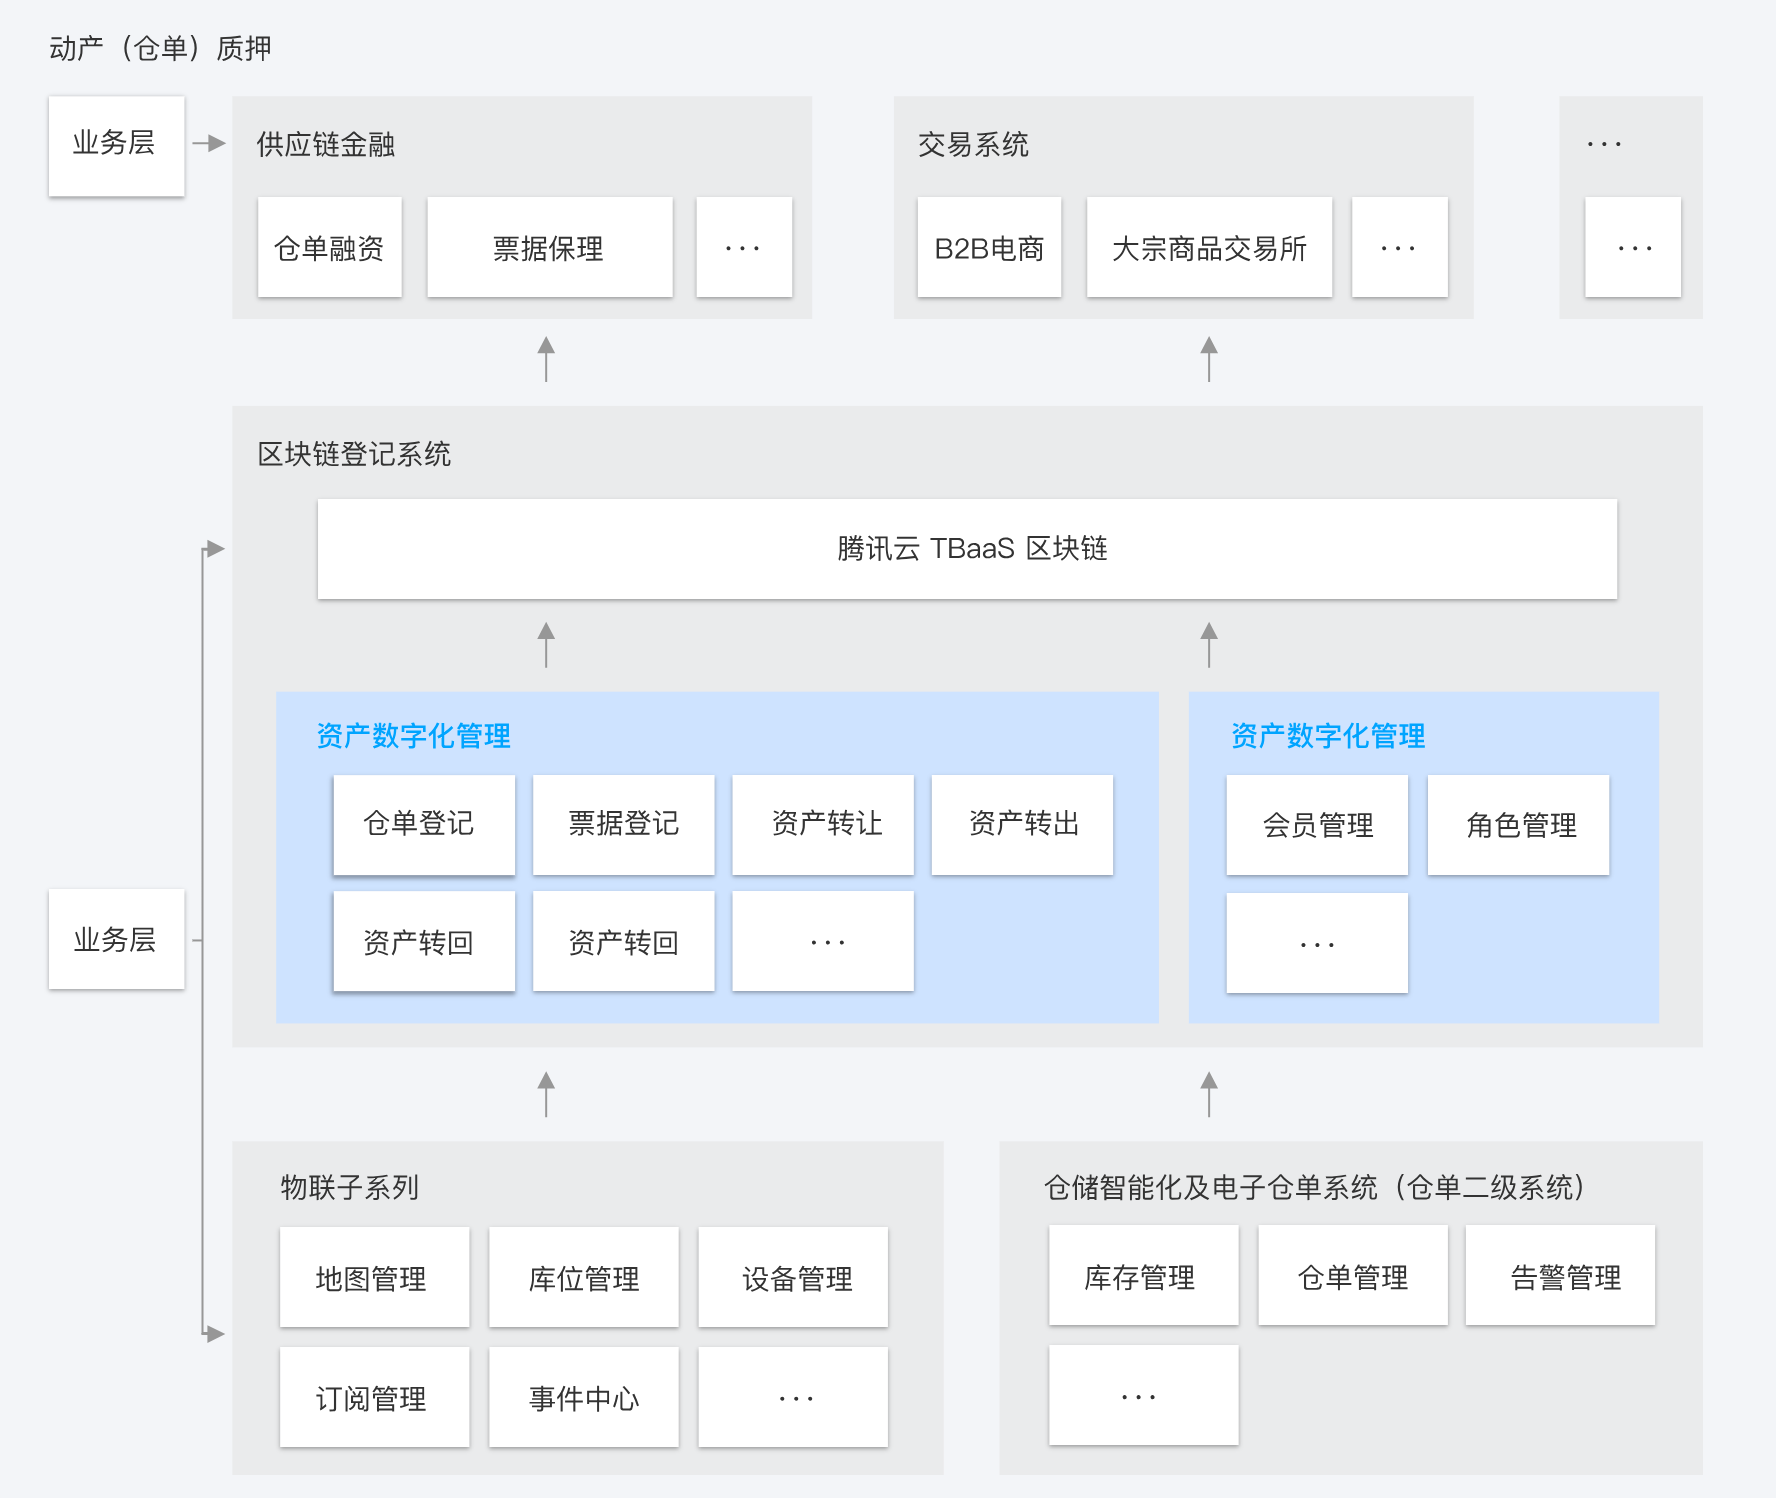 动产（仓单）质押
业务层
供应链金融
交易系统
···
仓单融资
票据保理
···
B2B电商
大宗商品交易所
···
···
区块链登记系统
腾讯云 TBaaS 区块链
资产数字化管理
资产数字化管理
仓单登记
票据登记
资产转让
资产转出
会员管理
角色管理
业务层
资产转回
资产转回
···
···
物联子系列
仓储智能化及电子仓单系统（仓单二级系统）
地图管理
库位管理
设备管理
库存管理
仓单管理
告警管理
订阅管理
事件中心
···
···